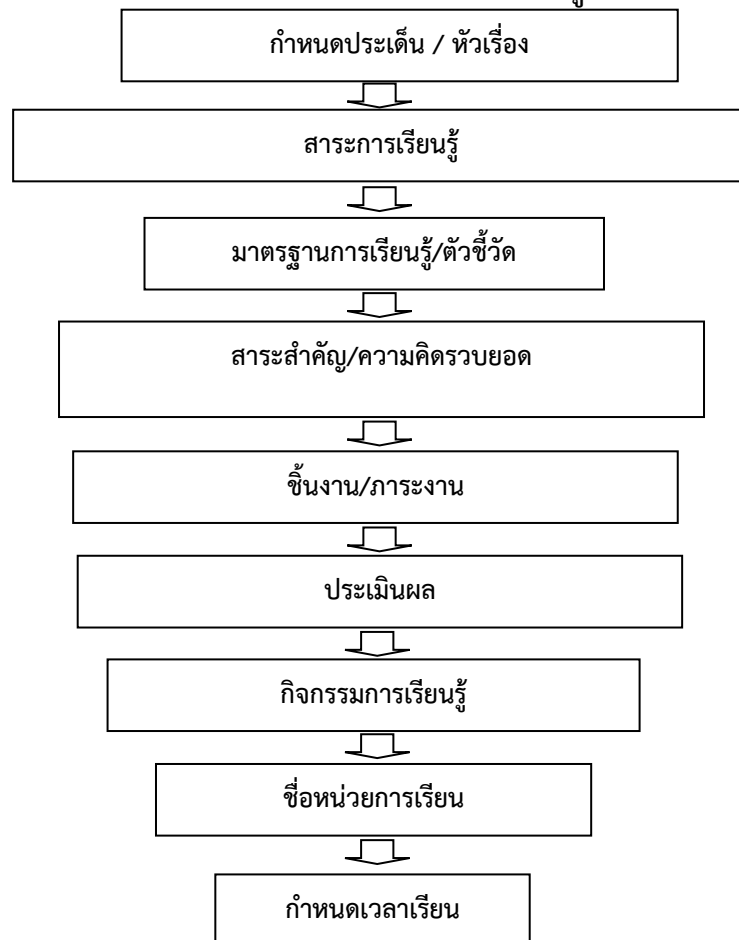 กำหนดประเด็น / หัวเรื่อง
สาระการเรียนรู้
มาตรฐานการเรียนรู้/ตัวชี้วัด
สาระสำคัญ/ความคิดรวบยอด
ชิ้นงาน/ภาระงาน
ประเมินผล
กิจกรรมการเรียนรู้
ชื่อหน่วยการเรียน
กำหนดเวลาเรียน